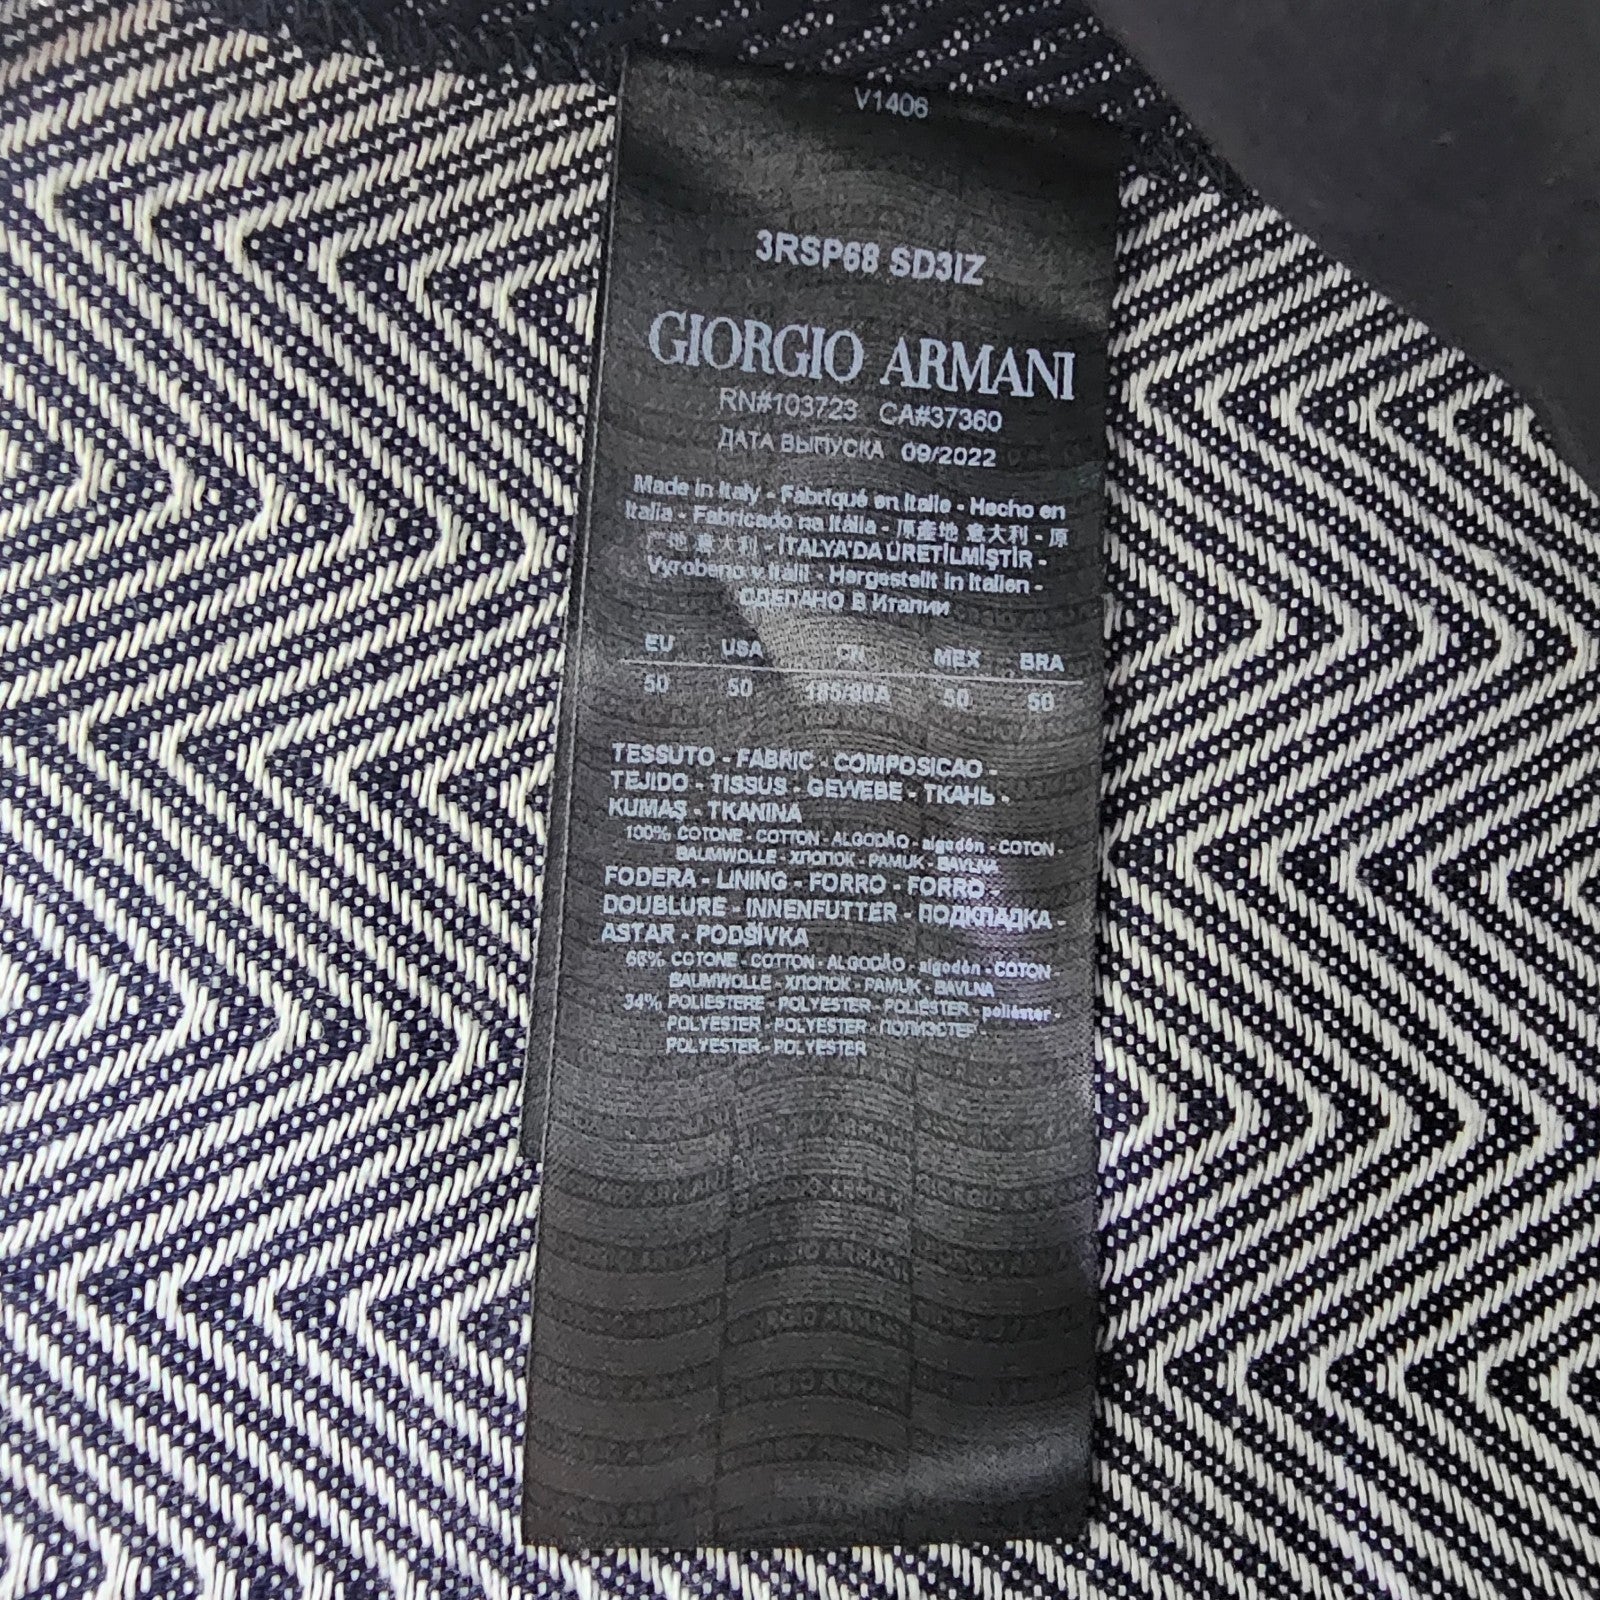 V1406
3RSP68 SD3IZ
GIORGIO ARMANI
RN#103723 CA#37360
ДАТА ВЫПУСКА 09/2022
Made in Italy - Fabriqué en Italie - Hecho en
Italia - Fabricado na Itália - 原產地 意大利 - 原
产地 意大利 - İTALYA'DA ÜRETİLMİŞTİR -
Vyrobeno v Itálii - Hergestellt in Italien -
СДЕЛАНО В Италии
EU USA CN MEX BRA
50 50 50 50
TESSUTO - FABRIC - COMPOSICAO -
TEJIDO - TISSUS - GEWEBE - ТКАНЬ -
KUMAŞ - TKANINA
100% COTONE - COTTON - ALGODÃO - algodón - COTON -
BAUMWOLLE - ХЛОПОК - PAMUK - BAVLNA
FODERA - LINING - FORRO - FORRO -
DOUBLURE - INNENFUTTER - ПОДКЛАДКА -
ASTAR - PODŠÍVKA
66% COTONE - COTTON - ALGODÃO - algodón - COTON -
BAUMWOLLE - ХЛОПОК - PAMUK - BAVLNA
34% POLIESTERE - POLYESTER - POLIÉSTER - poliéster -
POLYESTER - POLYESTER - ПОЛИЭСТЕР -
POLYESTER - POLYESTER